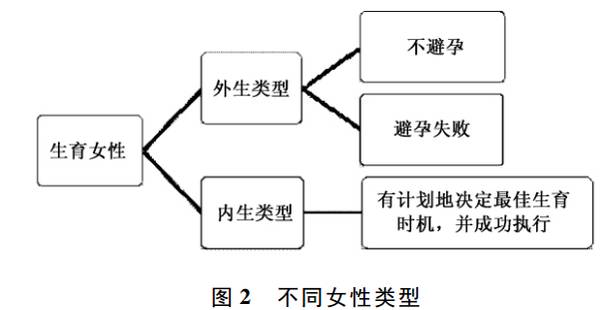 不避孕
外生类型
避孕失败
生育女性
内生类型
有计划地决定最佳生育
时机，并成功执行
图 2 不同女性类型